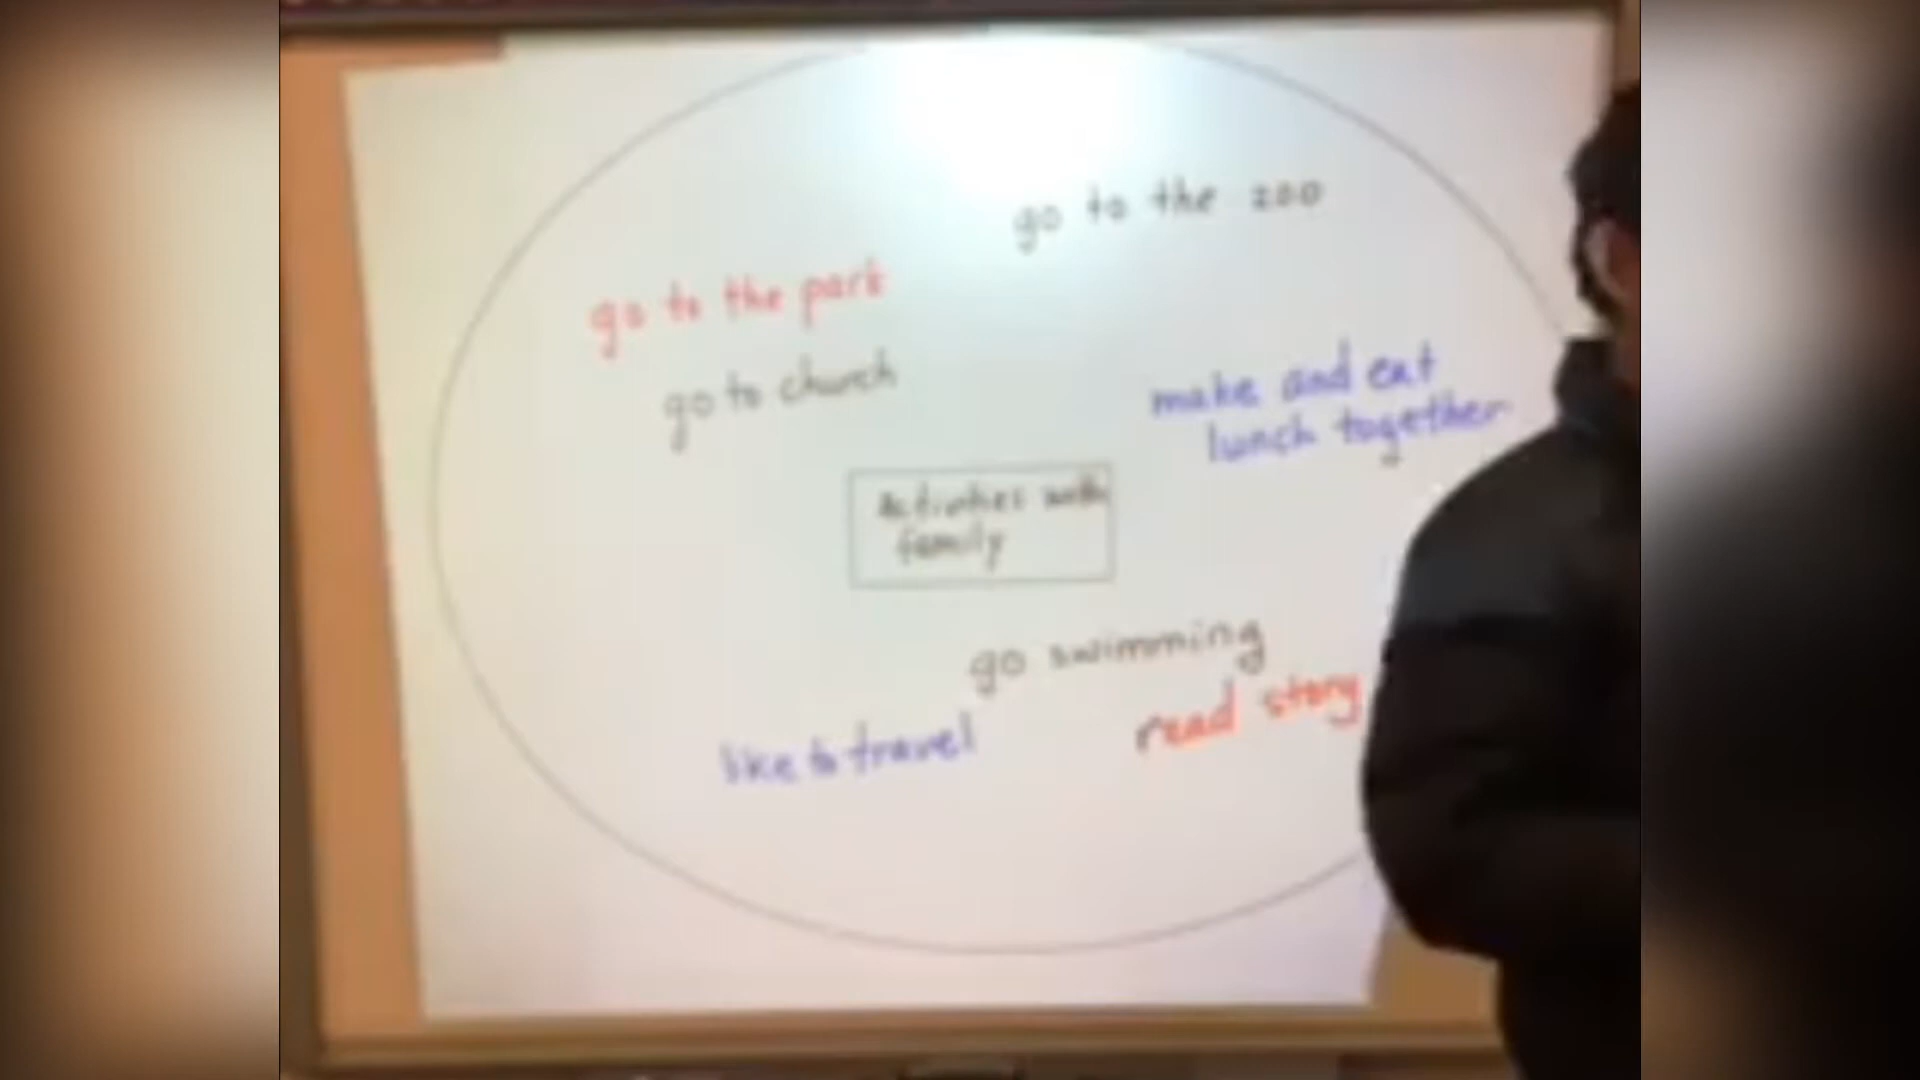 go to the zoo
go to the park
go to church
make and eat
lunch together
Activities with
family
go swimming
read story
like to travel